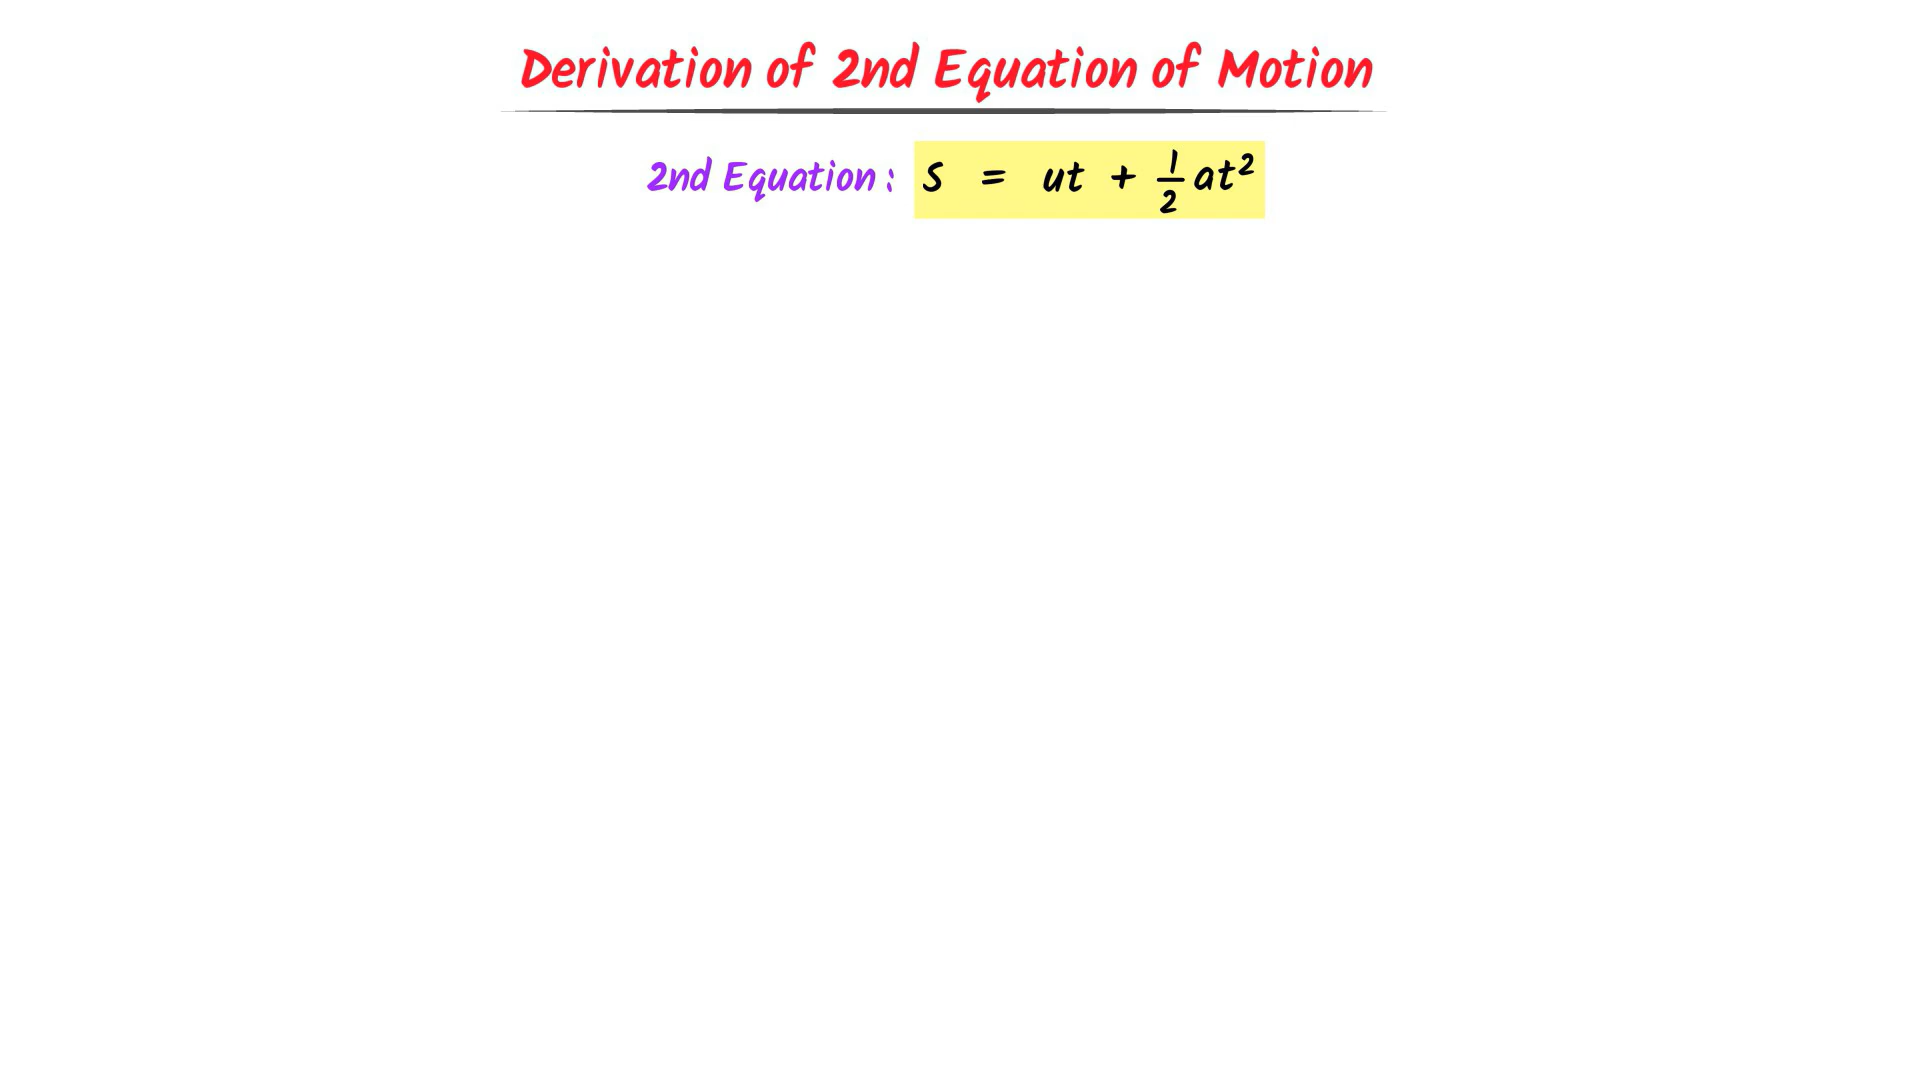 Derivation of 2nd Equation of Motion
2nd Equation : S = ut + 1/2 at²